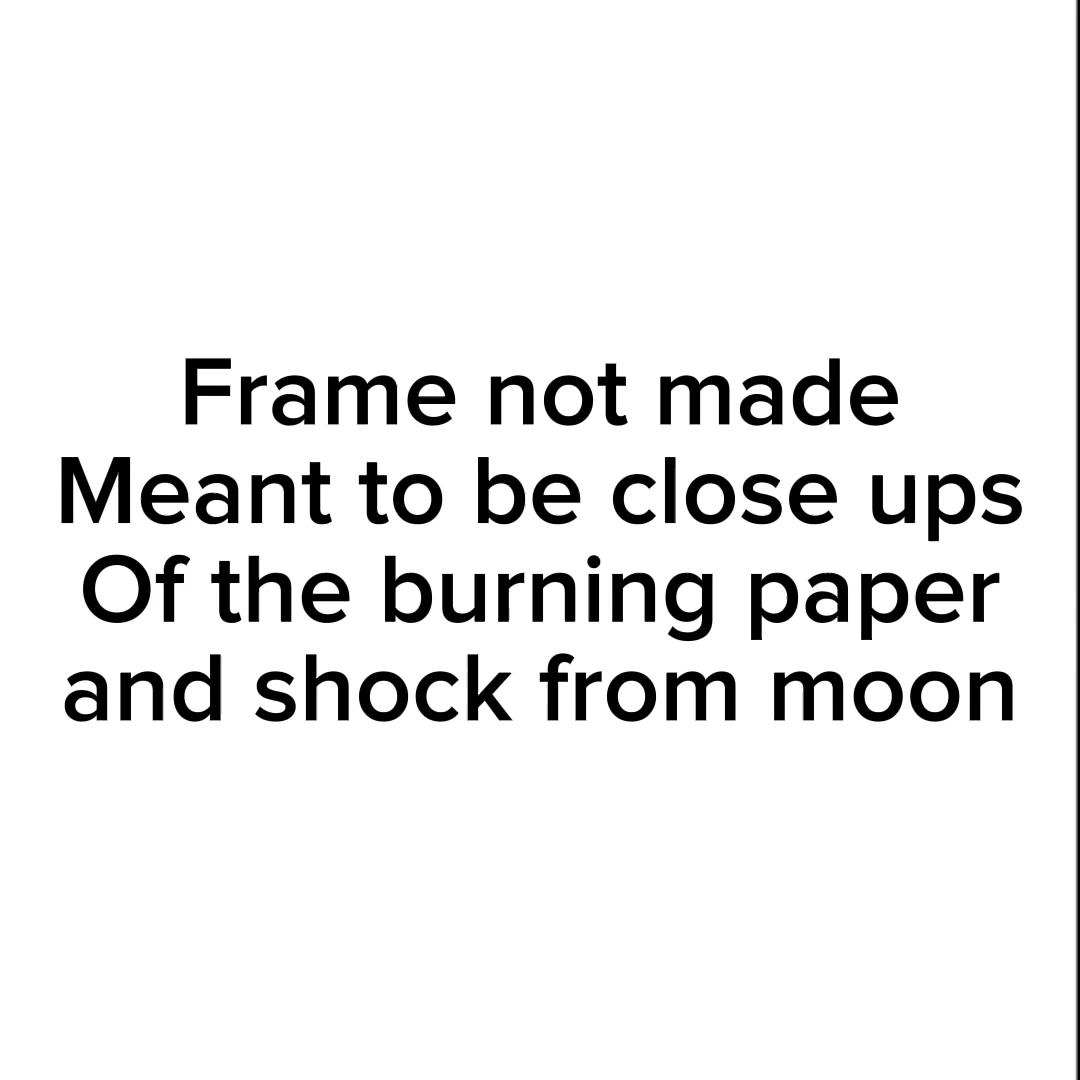 Frame not made
Meant to be close ups
Of the burning paper
and shock from moon